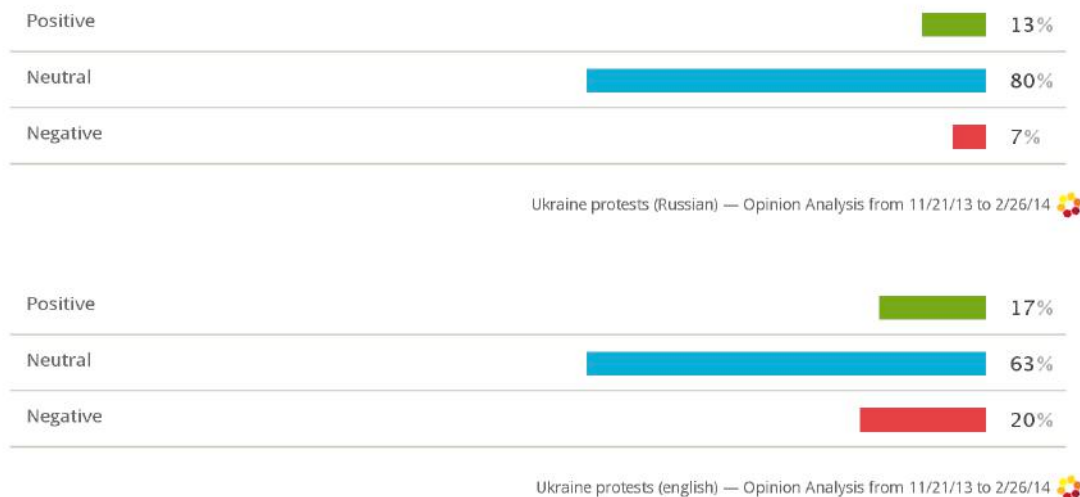 Positive 13%
Neutral 80%
Negative 7%
Ukraine protests (Russian) — Opinion Analysis from 11/21/13 to 2/26/14
Positive 17%
Neutral 63%
Negative 20%
Ukraine protests (english) — Opinion Analysis from 11/21/13 to 2/26/14